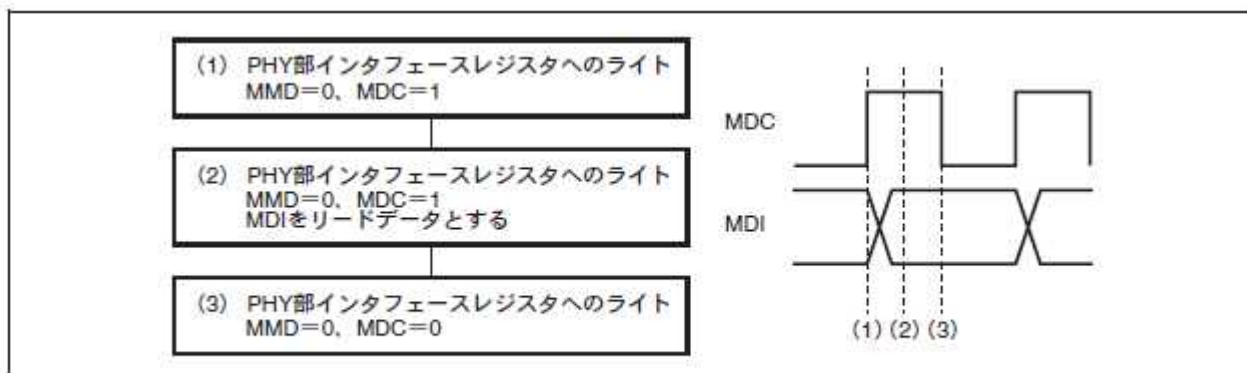 (1) PHY部インタフェースレジスタへのライト
MMD=0、MDC=1
(2) PHY部インタフェースレジスタへのライト
MMD=0、MDC=1
MDIをリードデータとする
(3) PHY部インタフェースレジスタへのライト
MMD=0、MDC=0
MDC
MDI
(1) (2) (3)